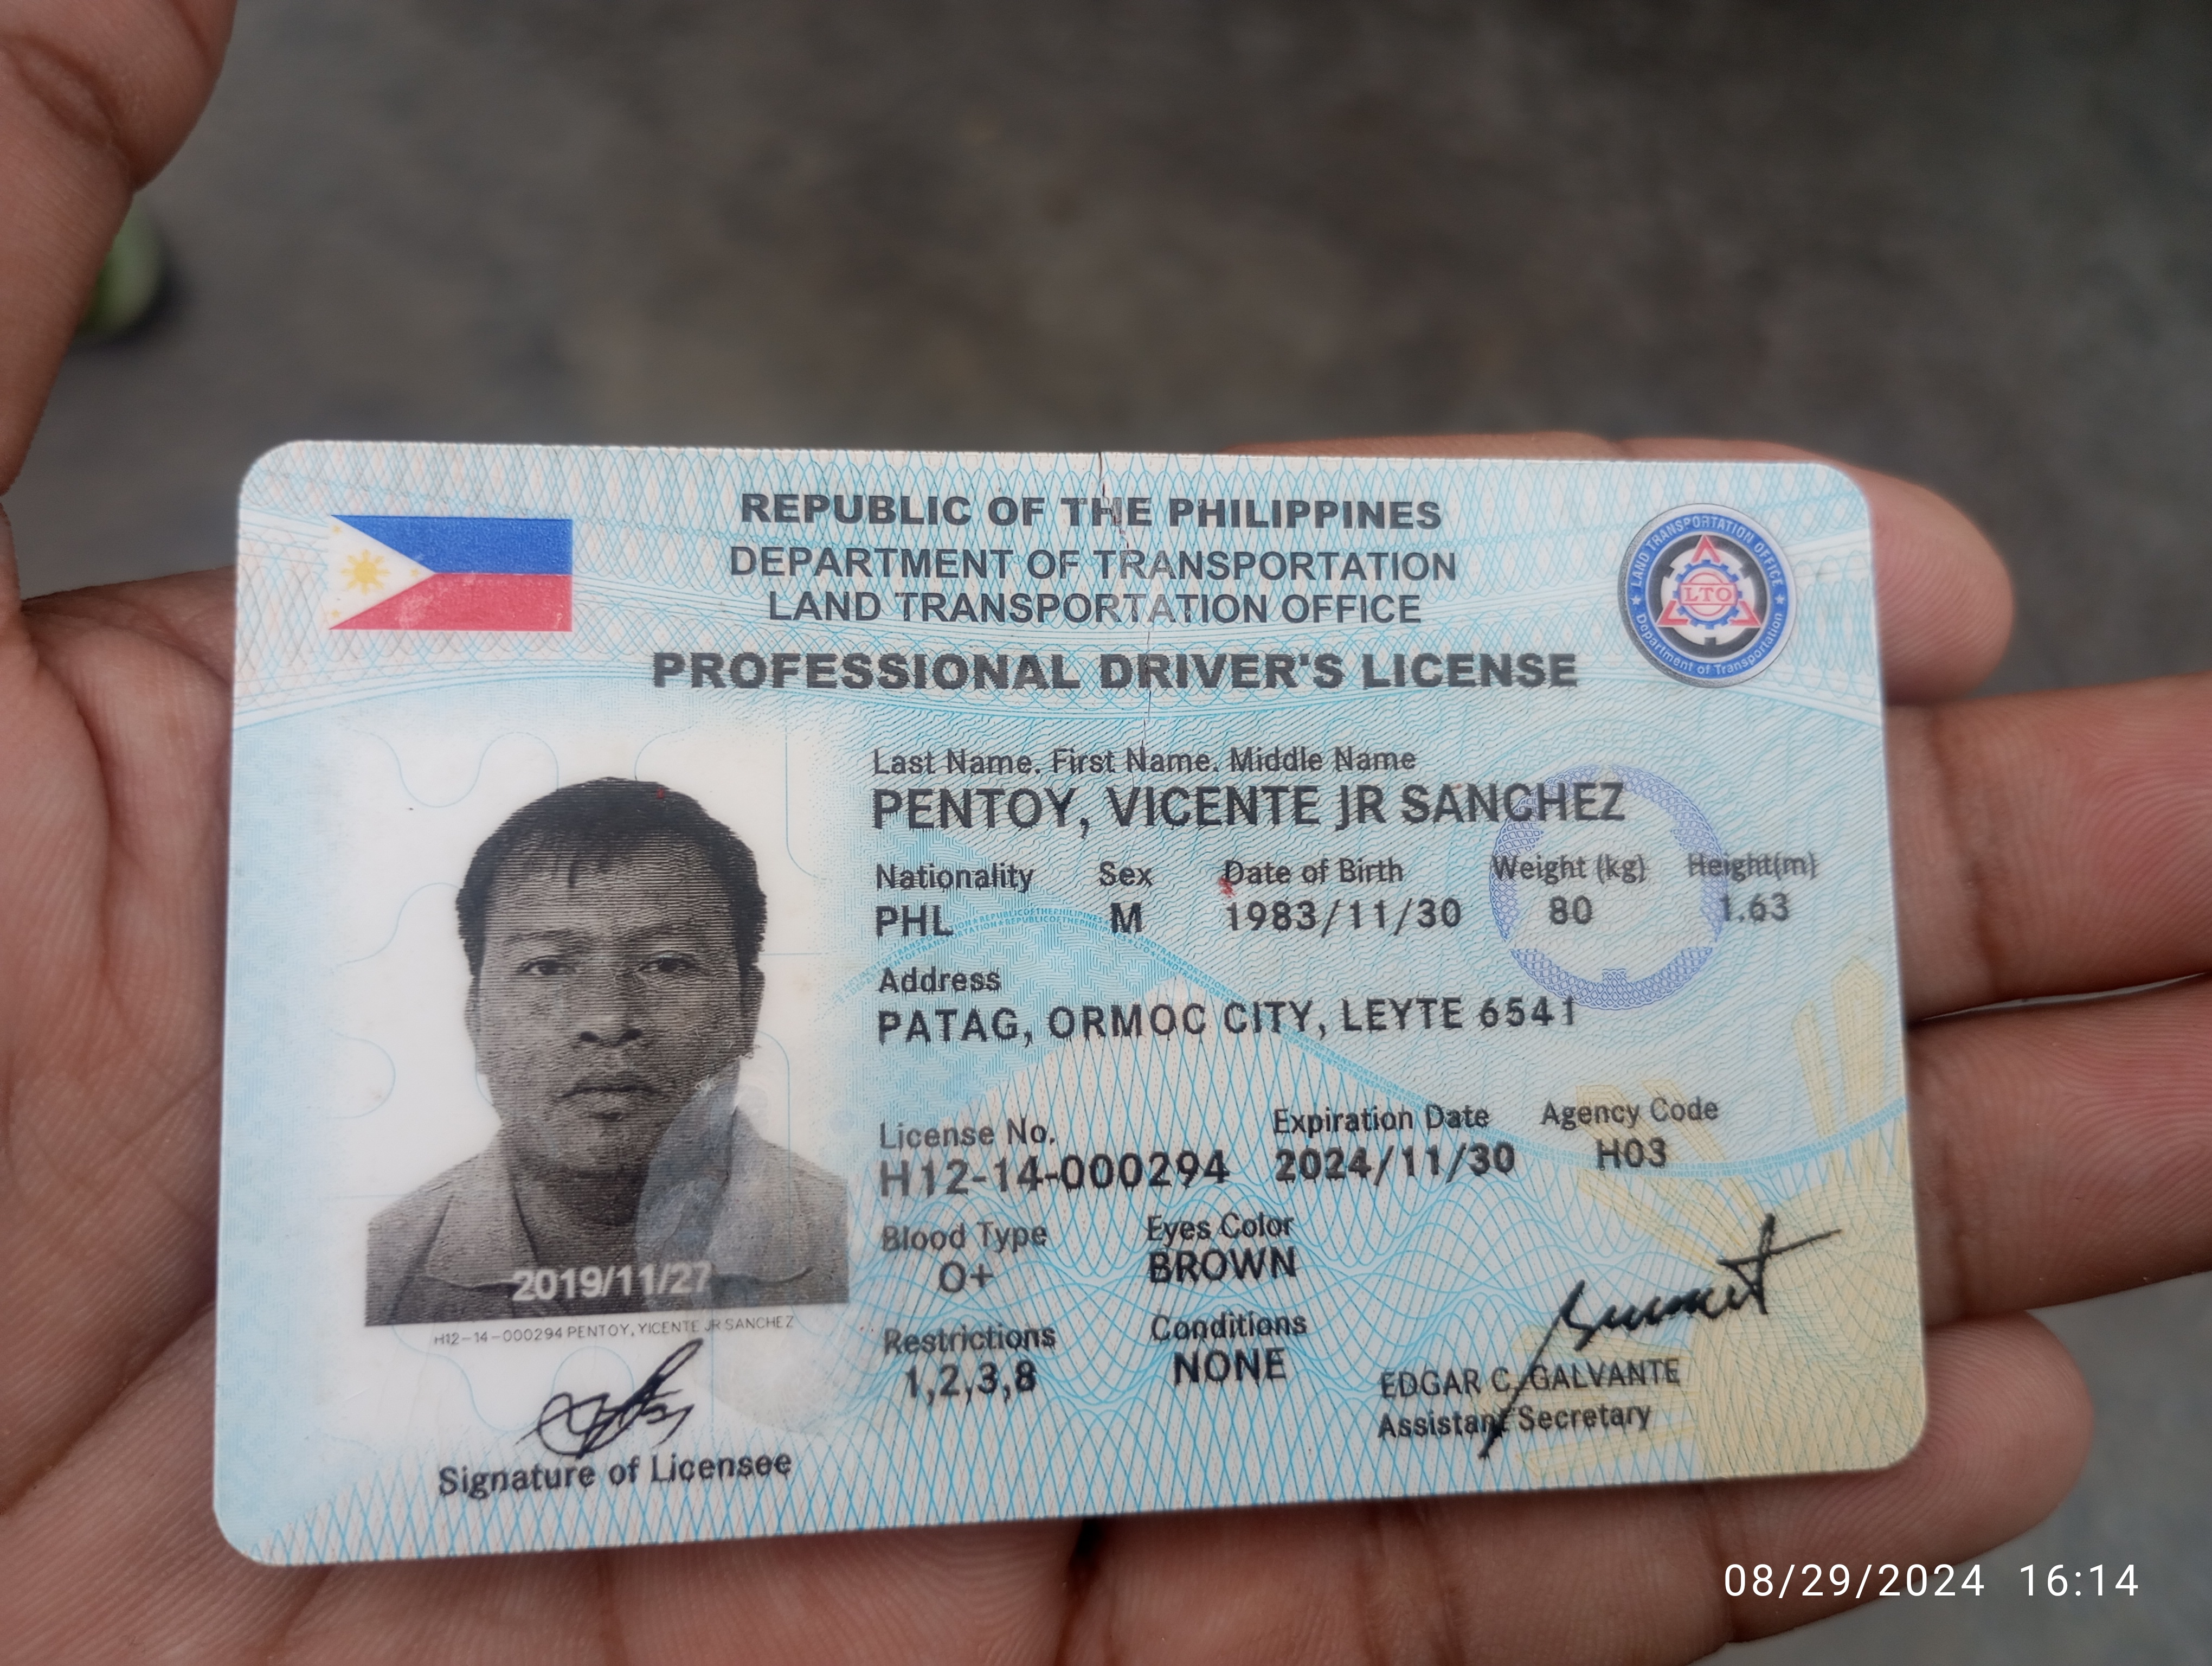 REPUBLIC OF THE PHILIPPINES
DEPARTMENT OF TRANSPORTATION
LAND TRANSPORTATION OFFICE
LAND TRANSPORTATION OFFICE
LTO
Department of Transportation
PROFESSIONAL DRIVER'S LICENSE
Last Name, First Name, Middle Name
PENTOY, VICENTE JR SANCHEZ
Nationality Sex Date of Birth Weight (kg) Height(m)
PHL M 1983/11/30 80 1.63
Address
PATAG, ORMOC CITY, LEYTE 6541
License No. Expiration Date Agency Code
H12-14-000294 2024/11/30 H03
Blood Type Eyes Color
O+ BROWN
Restrictions Conditions
1,2,3,8 NONE
2019/11/27
H12-14-000294 PENTOY, VICENTE JR SANCHEZ
Signature of Licensee
EDGAR C. GALVANTE
Assistant Secretary
08/29/2024 16:14